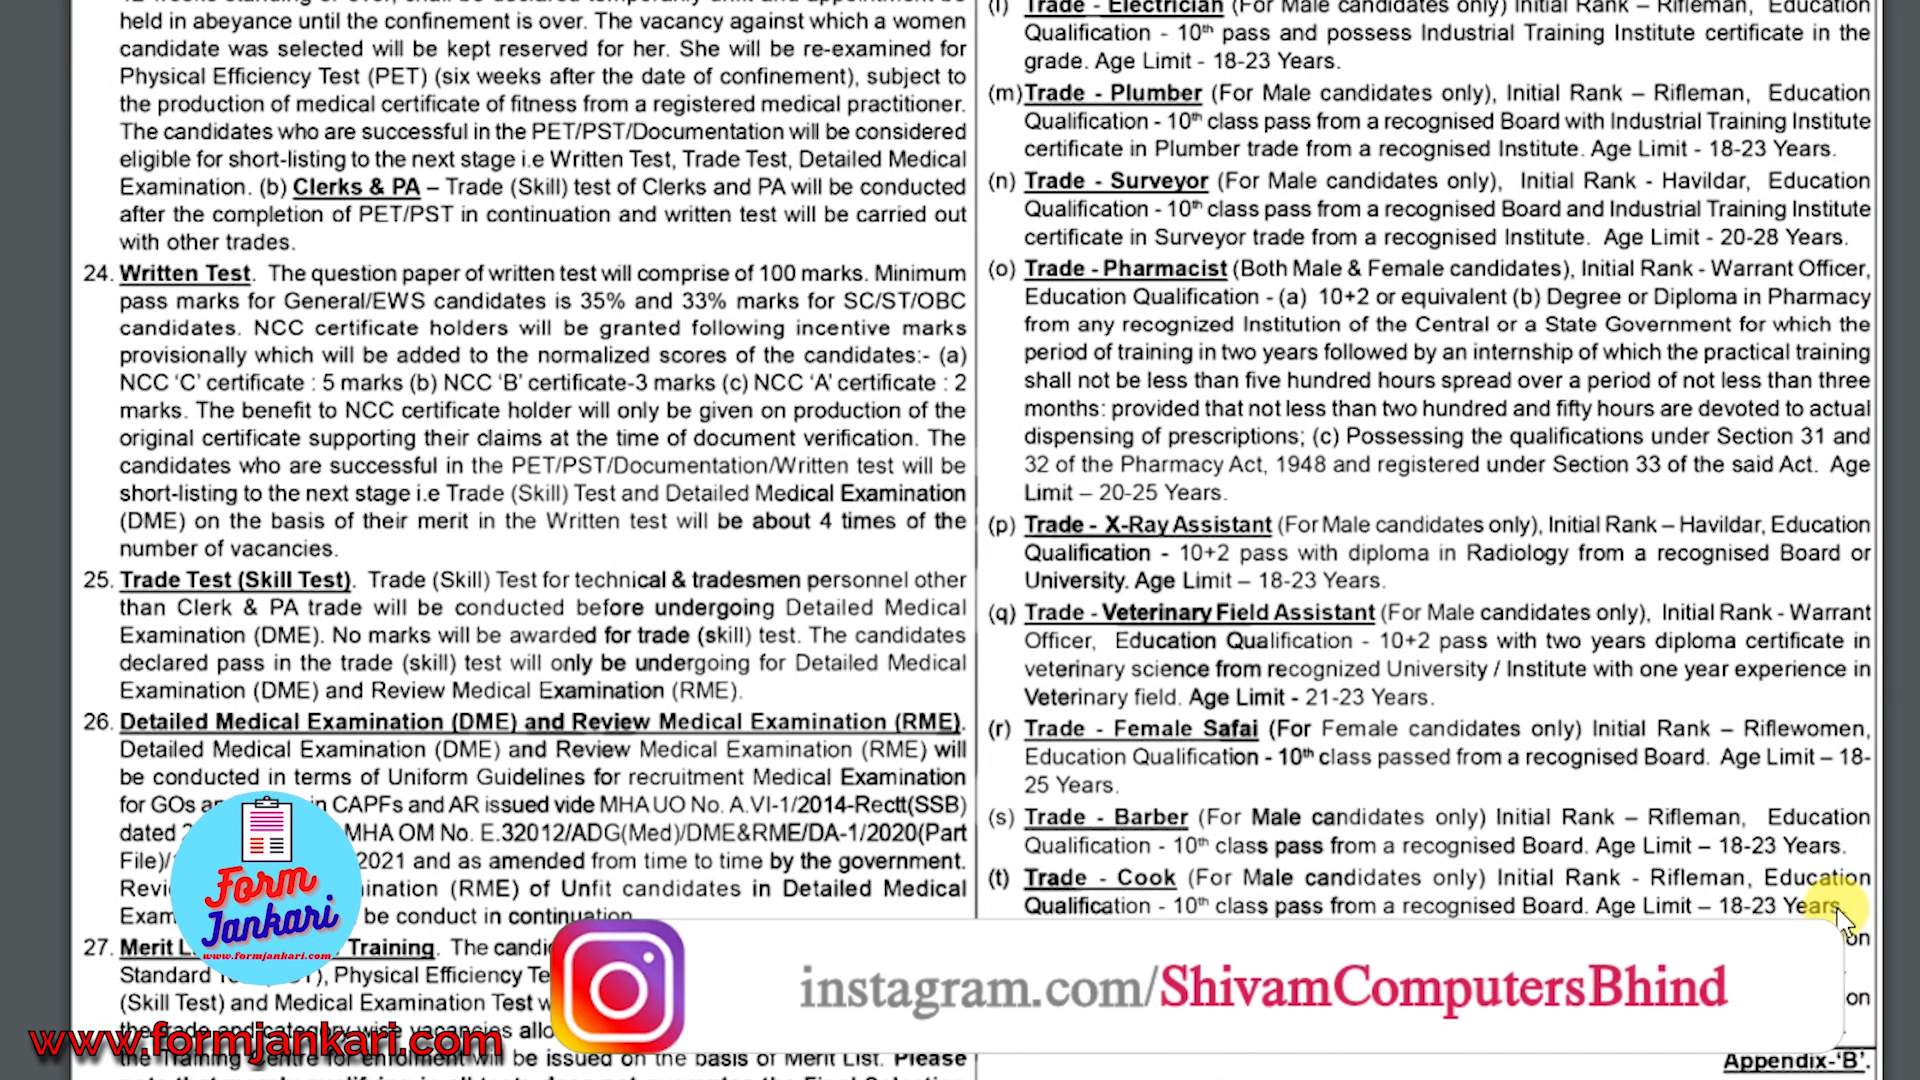 held in abeyance until the confinement is over. The vacancy against which a women
candidate was selected will be kept reserved for her. She will be re-examined for
Physical Efficiency Test (PET) (six weeks after the date of confinement), subject to
the production of medical certificate of fitness from a registered medical practitioner.
The candidates who are successful in the PET/PST/Documentation will be considered
eligible for short-listing to the next stage i.e Written Test, Trade Test, Detailed Medical
Examination. (b) Clerks & PA – Trade (Skill) test of Clerks and PA will be conducted
after the completion of PET/PST in continuation and written test will be carried out
with other trades.
24. Written Test. The question paper of written test will comprise of 100 marks. Minimum
pass marks for General/EWS candidates is 35% and 33% marks for SC/ST/OBC
candidates. NCC certificate holders will be granted following incentive marks
provisionally which will be added to the normalized scores of the candidates:- (a)
NCC ‘C’ certificate : 5 marks (b) NCC ‘B’ certificate-3 marks (c) NCC ‘A’ certificate : 2
marks. The benefit to NCC certificate holder will only be given on production of the
original certificate supporting their claims at the time of document verification. The
candidates who are successful in the PET/PST/Documentation/Written test will be
short-listing to the next stage i.e Trade (Skill) Test and Detailed Medical Examination
(DME) on the basis of their merit in the Written test will be about 4 times of the
number of vacancies.
25. Trade Test (Skill Test). Trade (Skill) Test for technical & tradesmen personnel other
than Clerk & PA trade will be conducted before undergoing Detailed Medical
Examination (DME). No marks will be awarded for trade (skill) test. The candidates
declared pass in the trade (skill) test will only be undergoing for Detailed Medical
Examination (DME) and Review Medical Examination (RME).
26. Detailed Medical Examination (DME) and Review Medical Examination (RME).
Detailed Medical Examination (DME) and Review Medical Examination (RME) will
be conducted in terms of Uniform Guidelines for recruitment Medical Examination
for GOs in CAPFs and AR issued vide MHA UO No. A.VI-1/2014-Rectt(SSB)
dated MHA OM No. E.32012/ADG(Med)/DME&RME/DA-1/2020(Part
File)/ 2021 and as amended from time to time by the government.
(RME) of Unfit candidates in Detailed Medical
be conduct in continuation
27. Merit Training. The
Standard Physical Efficiency
(Skill Test) and Medical Examination Test
the trade and category wise vacancies
the Training Centre for enrolment will be issued on the basis of Merit List. Please
(l) Trade - Electrician (For Male candidates only) Initial Rank – Rifleman, Education
Qualification - 10th pass and possess Industrial Training Institute certificate in the
grade. Age Limit - 18-23 Years.
(m) Trade - Plumber (For Male candidates only), Initial Rank – Rifleman, Education
Qualification - 10th class pass from a recognised Board with Industrial Training Institute
certificate in Plumber trade from a recognised Institute. Age Limit - 18-23 Years.
(n) Trade - Surveyor (For Male candidates only), Initial Rank - Havildar, Education
Qualification - 10th class pass from a recognised Board and Industrial Training Institute
certificate in Surveyor trade from a recognised Institute. Age Limit - 20-28 Years.
(o) Trade - Pharmacist (Both Male & Female candidates), Initial Rank - Warrant Officer,
Education Qualification - (a) 10+2 or equivalent (b) Degree or Diploma in Pharmacy
from any recognized Institution of the Central or a State Government for which the
period of training in two years followed by an internship of which the practical training
shall not be less than five hundred hours spread over a period of not less than three
months: provided that not less than two hundred and fifty hours are devoted to actual
dispensing of prescriptions; (c) Possessing the qualifications under Section 31 and
32 of the Pharmacy Act, 1948 and registered under Section 33 of the said Act. Age
Limit – 20-25 Years.
(p) Trade - X-Ray Assistant (For Male candidates only), Initial Rank – Havildar, Education
Qualification - 10+2 pass with diploma in Radiology from a recognised Board or
University. Age Limit – 18-23 Years.
(q) Trade - Veterinary Field Assistant (For Male candidates only), Initial Rank - Warrant
Officer, Education Qualification - 10+2 pass with two years diploma certificate in
veterinary science from recognized University / Institute with one year experience in
Veterinary field. Age Limit - 21-23 Years.
(r) Trade - Female Safai (For Female candidates only) Initial Rank – Riflewomen,
Education Qualification - 10th class passed from a recognised Board. Age Limit – 18-
25 Years.
(s) Trade - Barber (For Male candidates only) Initial Rank – Rifleman, Education
Qualification - 10th class pass from a recognised Board. Age Limit – 18-23 Years.
(t) Trade - Cook (For Male candidates only) Initial Rank - Rifleman, Education
Qualification - 10th class pass from a recognised Board. Age Limit – 18-23 Years
Appendix-‘B’.
Form
Jankari
www.formjankari.com
instagram.com/ShivamComputersBhind
www.formjankari.com